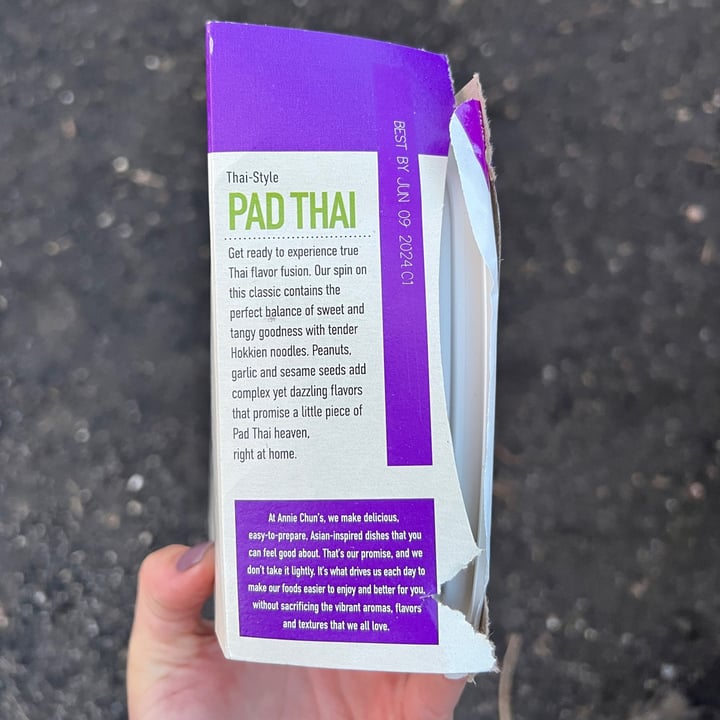 Thai-Style
PAD THAI
Get ready to experience true
Thai flavor fusion. Our spin on
this classic contains the
perfect balance of sweet and
tangy goodness with tender
Hokkien noodles. Peanuts,
garlic and sesame seeds add
complex yet dazzling flavors
that promise a little piece of
Pad Thai heaven,
right at home.
BEST BY JUN 09 2024 C1
At Annie Chun's, we make delicious,
easy-to-prepare, Asian-inspired dishes that you
can feel good about. That's our promise, and we
don't take it lightly. It's what drives us each day to
make our foods easier to enjoy and better for you,
without sacrificing the vibrant aromas, flavors
and textures that we all love.